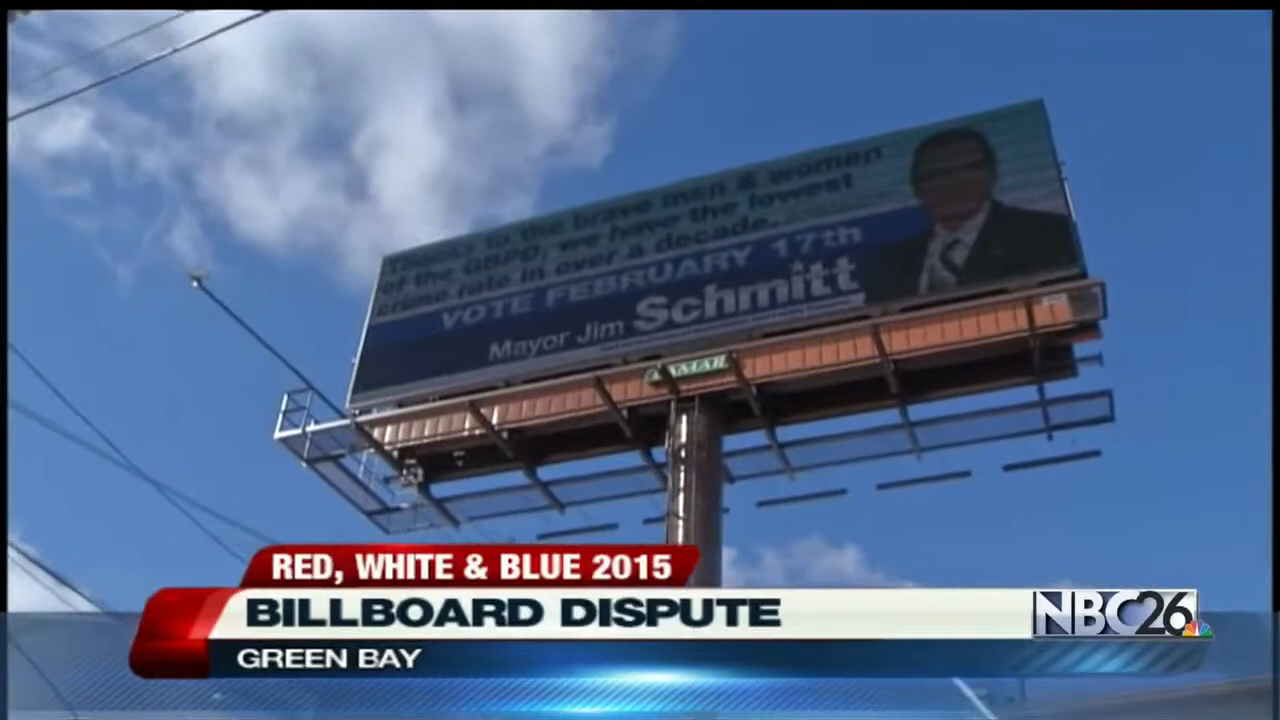 Thanks to the brave men & women
of the GBPD, we have the lowest
crime rate in over a decade.
VOTE FEBRUARY 17th
Mayor Jim Schmitt
LAMAR
RED, WHITE & BLUE 2015
BILLBOARD DISPUTE
NBC26
GREEN BAY